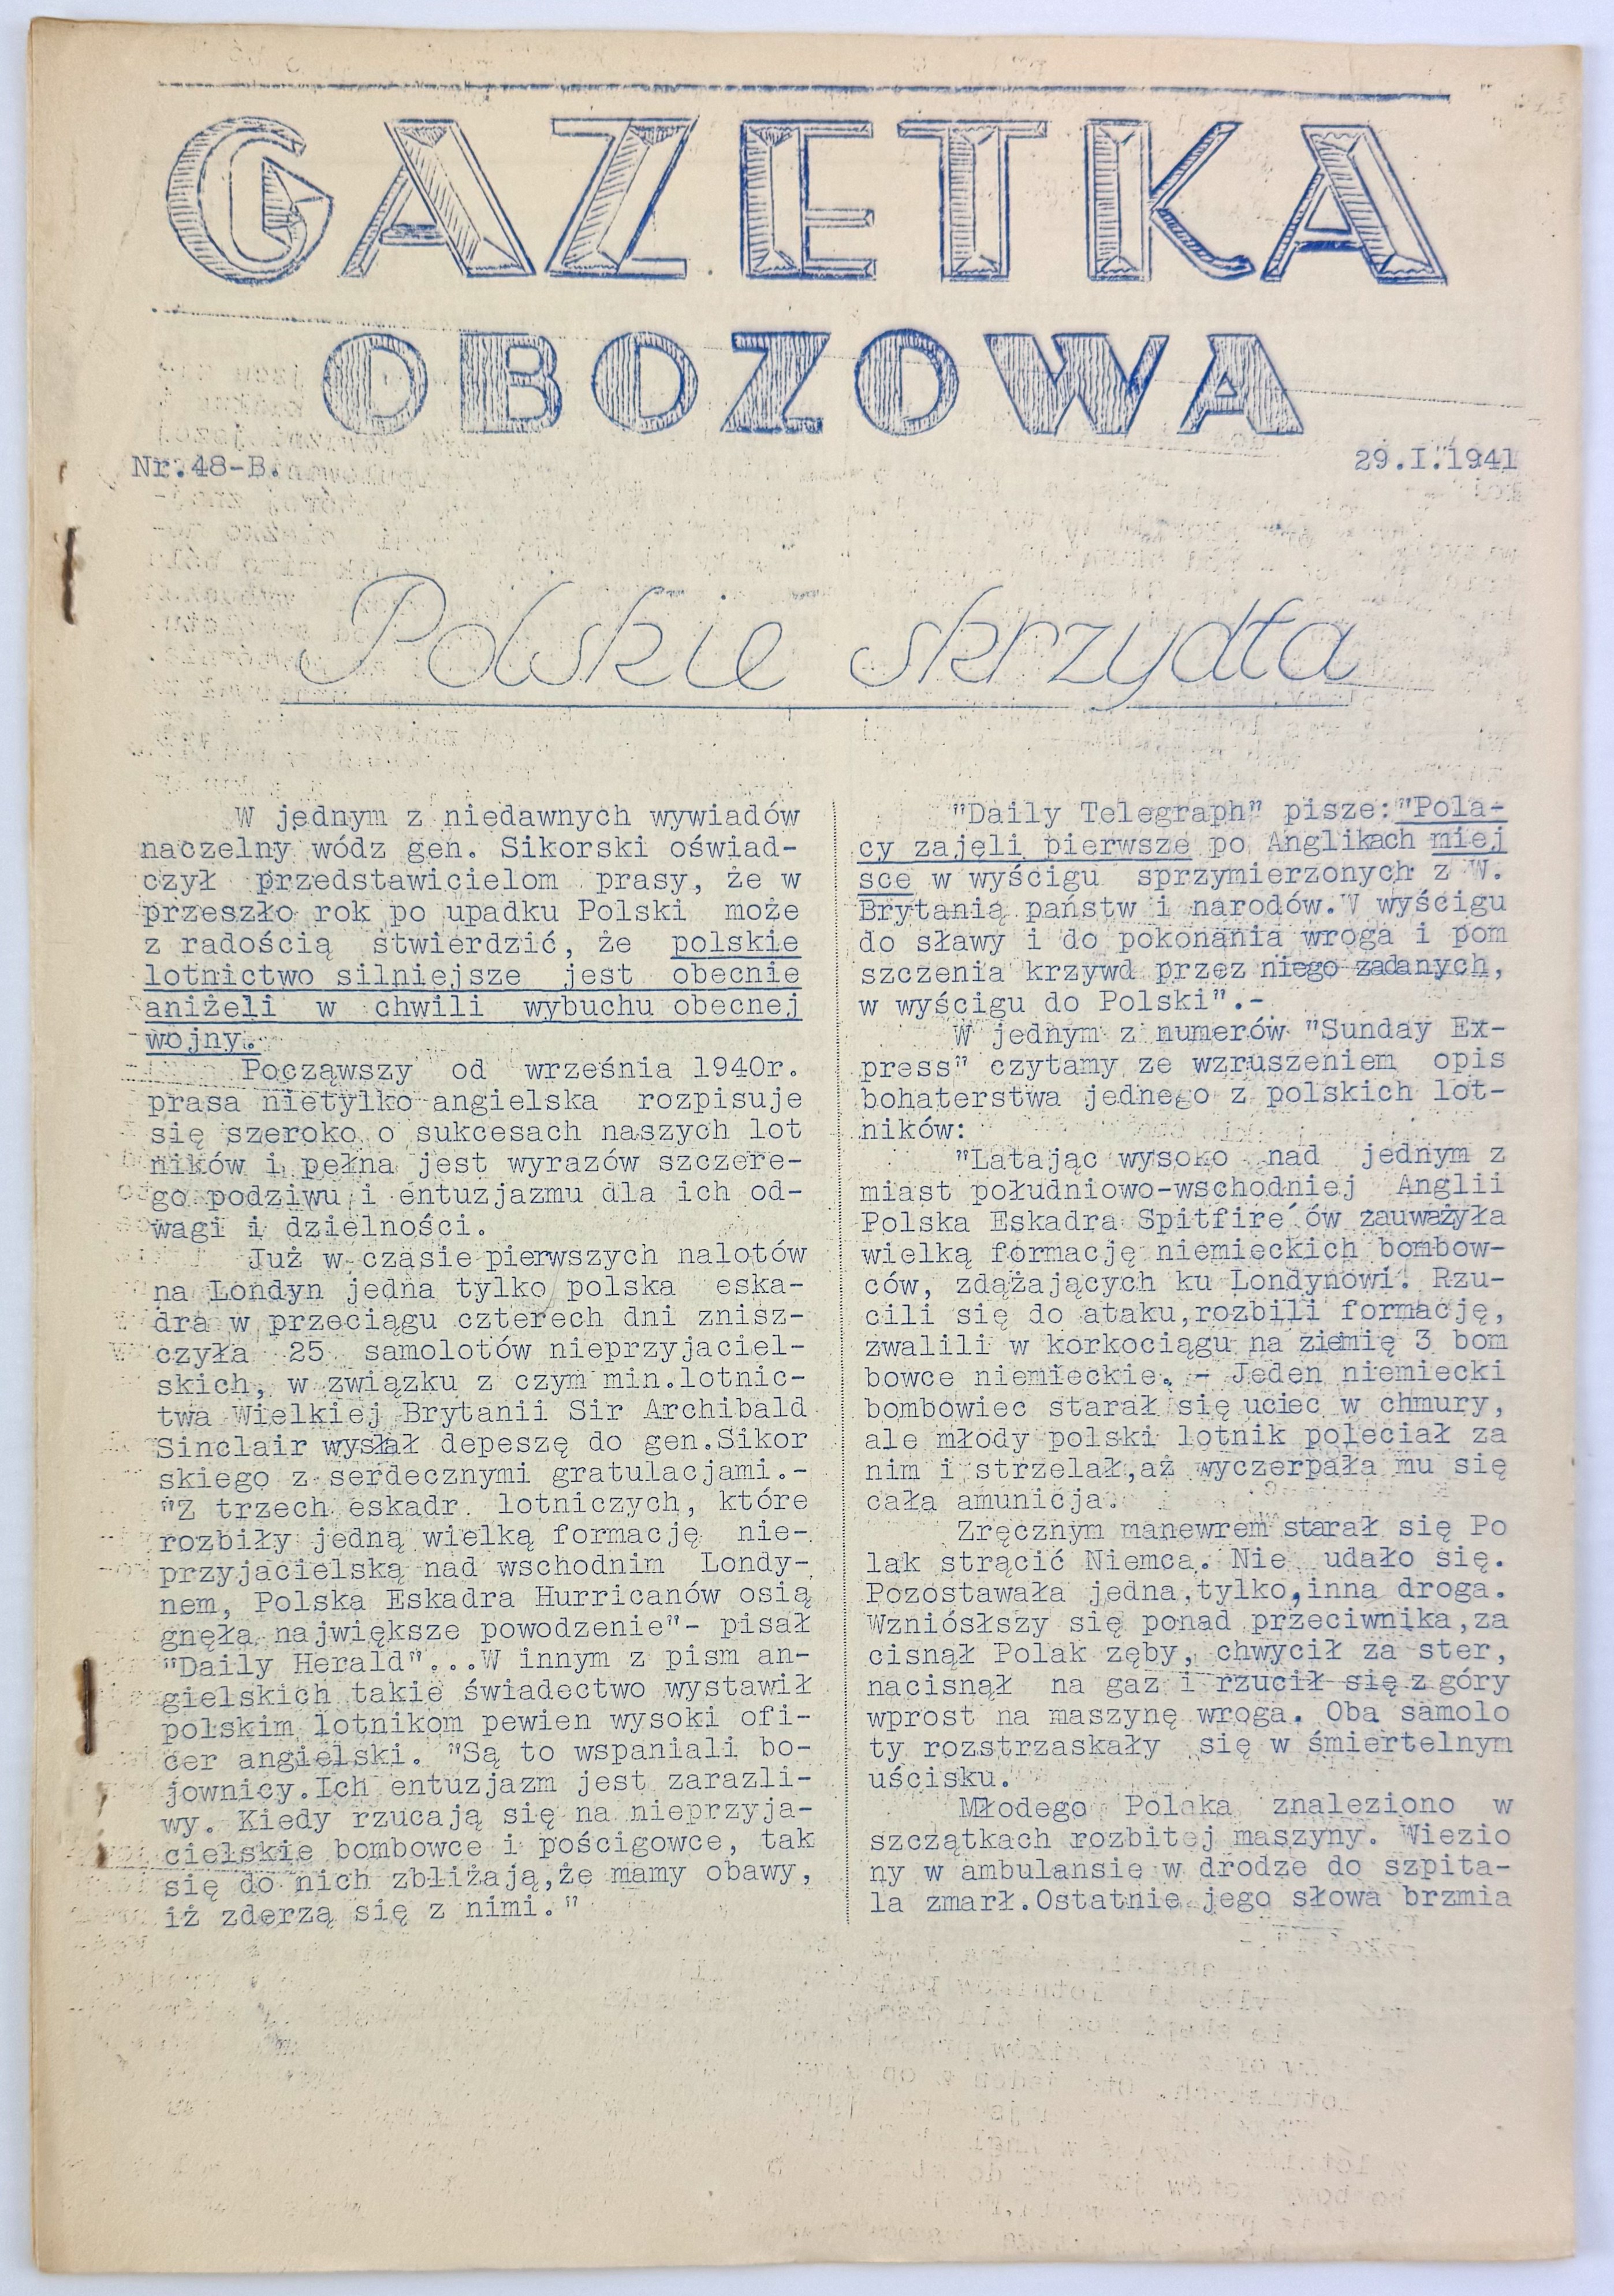 GAZETKA
OBOZOWA
Nr.48-B.
29.I.1941
Polskie skrzydła
W jednym z niedawnych wywiadów
naczelny wódz gen. Sikorski oświad-
czył przedstawicielom prasy, że w
przeszło rok po upadku Polski może
z radością stwierdzić, że polskie
lotnictwo silniejsze jest obecnie
aniżeli w chwili wybuchu obecnej
wojny.
Począwszy od września 1940r.
prasa nietylko angielska rozpisuje
się szeroko o sukcesach naszych lot
ników i pełna jest wyrazów szczere-
go podziwu i entuzjazmu dla ich od-
wagi i dzielności.
Już w czasie pierwszych nalotów
na Londyn jedna tylko polska eska-
dra w przeciągu czterech dni znisz-
czyła 25 samolotów nieprzyjaciel-
skich, w związku z czym min.lotnic-
twa Wielkiej Brytanii Sir Archibald
Sinclair wysłał depeszę do gen.Sikor
skiego z serdecznymi gratulacjami.-
"Z trzech eskadr lotniczych, które
rozbiły jedną wielką formację nie-
przyjacielską nad wschodnim Londy-
nem, Polska Eskadra Hurricanów osią
gnęła największe powodzenie"- pisał
"Daily Herald"...W innym z pism an-
gielskich takie świadectwo wystawił
polskim lotnikom pewien wysoki ofi-
cer angielski. "Są to wspaniali bo-
jownicy.Ich entuzjazm jest zarazli-
wy. Kiedy rzucają się na nieprzyja-
cielskie bombowce i pościgowce, tak
się do nich zbliżają,że mamy obawy,
iż zderzą się z nimi."
"Daily Telegraph" pisze:"Pola-
cy zajęli pierwsze po Anglikach miej
sce w wyścigu sprzymierzonych z W.
Brytanią państw i narodów.W wyścigu
do sławy i do pokonania wroga i pom
szczenia krzywd przez niego zadanych,
w wyścigu do Polski".-
W jednym z numerów "Sunday Ex-
press" czytamy ze wzruszeniem opis
bohaterstwa jednego z polskich lot-
ników:
"Latając wysoko nad jednym z
miast południowo-wschodniej Anglii
Polska Eskadra Spitfire´ów zauważyła
wielką formację niemieckich bombow-
ców, zdążających ku Londynowi. Rzu-
cili się do ataku,rozbili formację,
zwalili w korkociągu na ziemię 3 bom
bowce niemieckie. - Jeden niemiecki
bombowiec starał się uciec w chmury,
ale młody polski lotnik poleciał za
nim i strzelał,aż wyczerpała mu się
cała amunicja.
Zręcznym manewrem starał się Po
lak strącić Niemca. Nie udało się.
Pozostawała jedna,tylko,inna droga.
Wzniósłszy się ponad przeciwnika,za
cisnął Polak zęby, chwycił za ster,
nacisnął na gaz i rzucił się z góry
wprost na maszynę wroga. Oba samolo
ty rozstrzaskały się w śmiertelnym
uścisku.
Młodego Polaka znaleziono w
szczątkach rozbitej maszyny. Wiezio
ny w ambulansie w drodze do szpita-
la zmarł.Ostatnie jego słowa brzmia